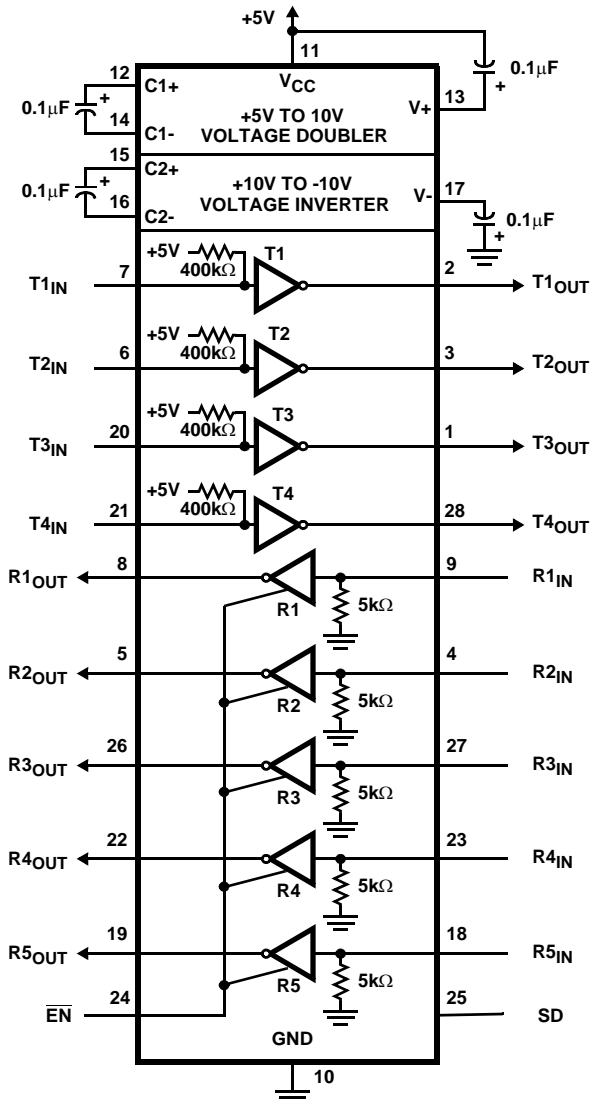 +5V
11
12
C1+
VCC
0.1μF
0.1μF
+
+
13
V+
14
C1-
+5V TO 10V
VOLTAGE DOUBLER
15
C2+
0.1μF
+
+10V TO -10V
VOLTAGE INVERTER
V-
17
16
C2-
0.1μF
+
+5V
400kΩ
T1
T1IN
7
2
T1OUT
+5V
400kΩ
T2
T2IN
6
3
T2OUT
+5V
400kΩ
T3
T3IN
20
1
T3OUT
+5V
400kΩ
T4
T4IN
21
28
T4OUT
R1OUT
8
9
R1IN
R1
5kΩ
R2OUT
5
4
R2IN
R2
5kΩ
R3OUT
26
27
R3IN
R3
5kΩ
R4OUT
22
23
R4IN
R4
5kΩ
R5OUT
19
18
R5IN
R5
5kΩ
E̅N̅
24
25
SD
GND
10